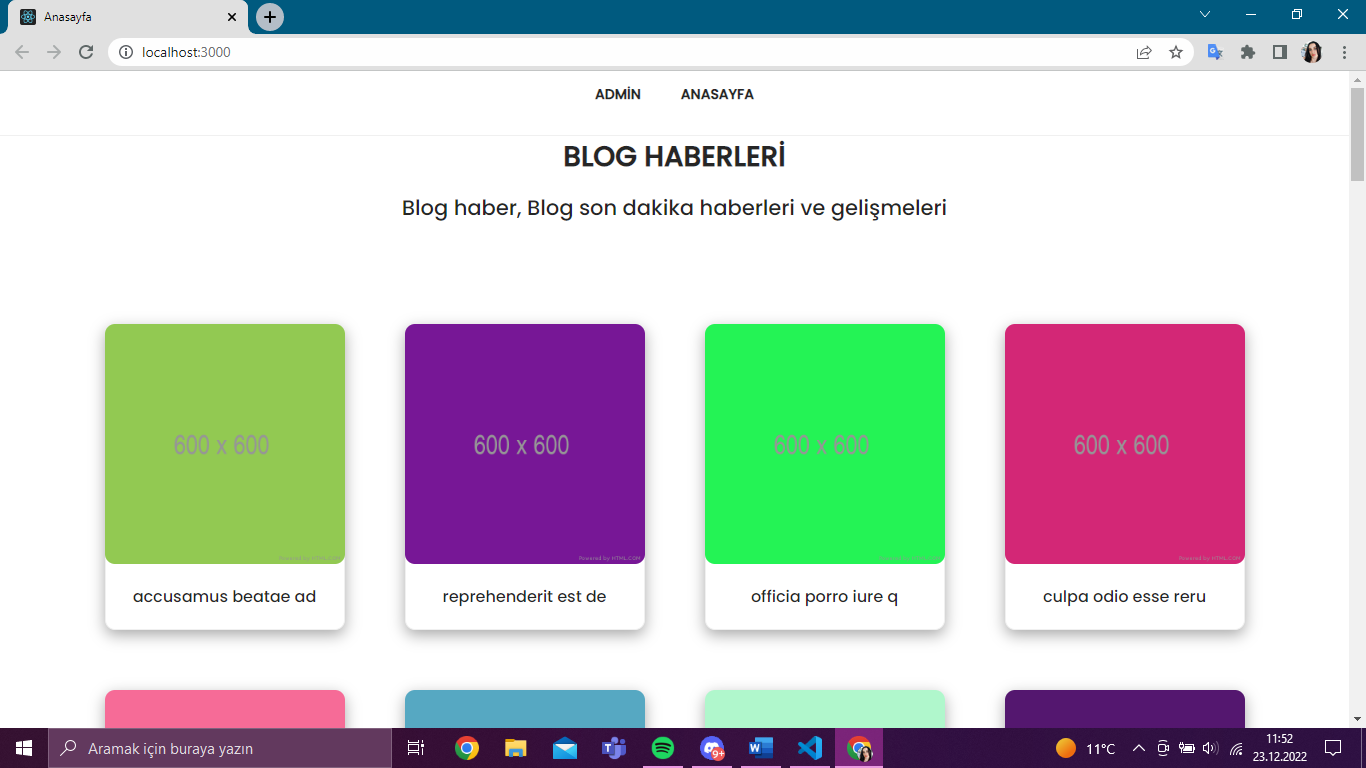 Anasayfa
localhost:3000
ADMİN ANASAYFA
BLOG HABERLERİ
Blog haber, Blog son dakika haberleri ve gelişmeleri
600 x 600 600 x 600 600 x 600 600 x 600
Powered by HTML.COM Powered by HTML.COM Powered by HTML.COM Powered by HTML.COM
accusamus beatae ad reprehenderit est de officia porro iure q culpa odio esse reru
Aramak için buraya yazın
9+
11°C
11:52
23.12.2022